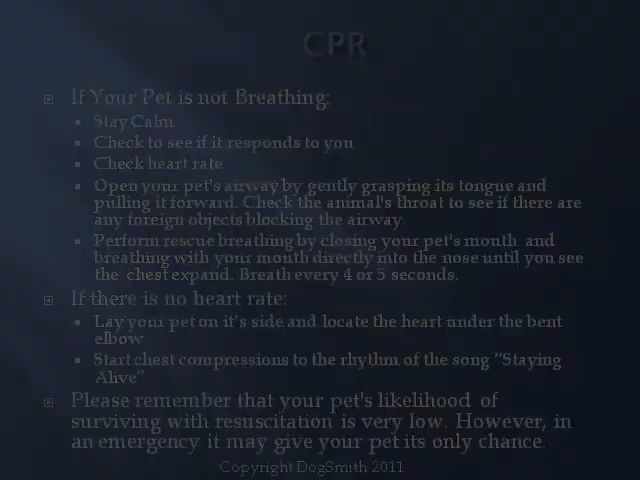 CPR
If Your Pet is not Breathing:
Stay Calm
Check to see if it responds to you
Check heart rate
Open your pet's airway by gently grasping its tongue and
pulling it forward. Check the animal's throat to see if there are
any foreign objects blocking the airway.
Perform rescue breathing by closing your pet's mouth and
breathing with your mouth directly into the nose until you see
the chest expand. Breath every 4 or 5 seconds.
If there is no heart rate:
Lay your pet on it's side and locate the heart under the bent
elbow
Start chest compressions to the rhythm of the song "Staying
Alive"
Please remember that your pet's likelihood of
surviving with resuscitation is very low. However, in
an emergency it may give your pet its only chance.
Copyright DogSmith 2011